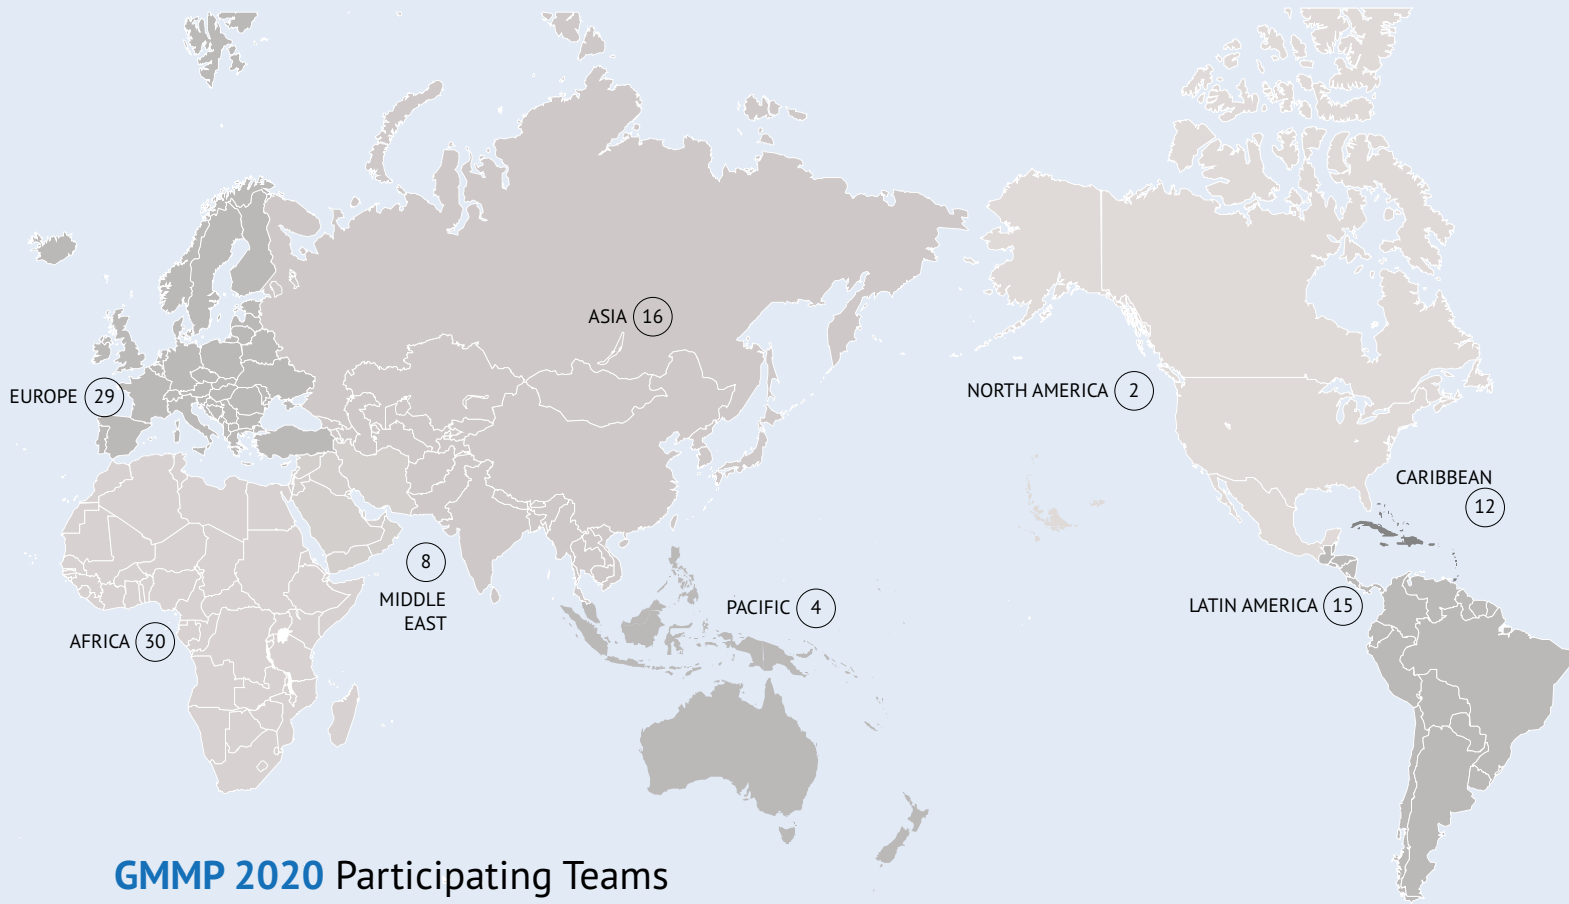 ASIA 16
EUROPE 29
NORTH AMERICA 2
CARIBBEAN
12
8
MIDDLE
EAST
PACIFIC 4
LATIN AMERICA 15
AFRICA 30
GMMP 2020 Participating Teams